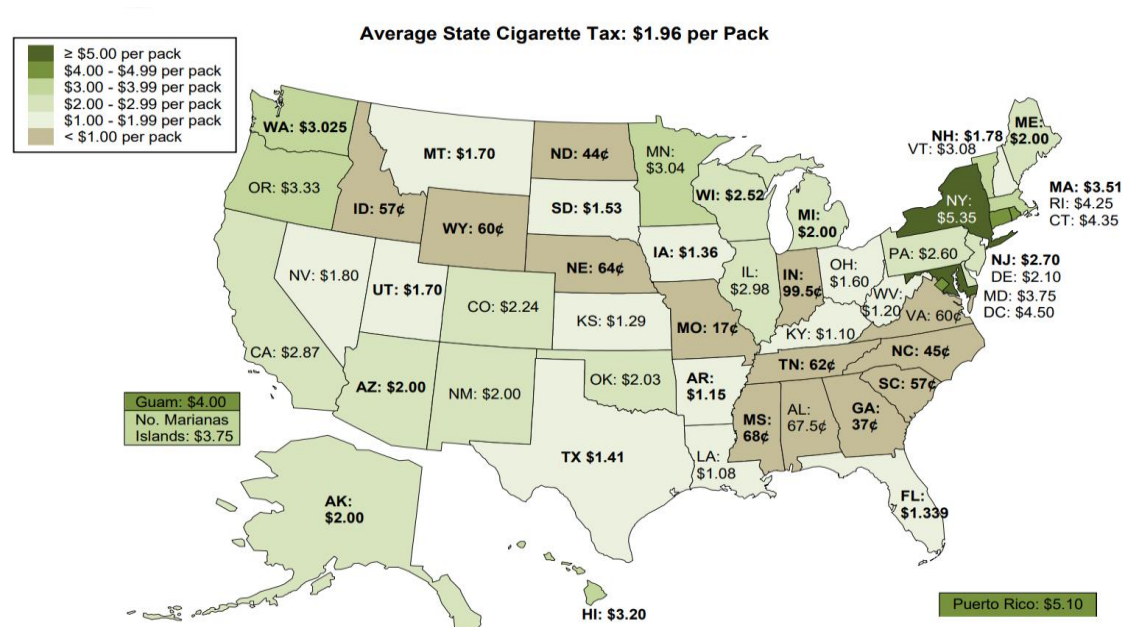 Average State Cigarette Tax: $1.96 per Pack
≥ $5.00 per pack
$4.00 - $4.99 per pack
$3.00 - $3.99 per pack
$2.00 - $2.99 per pack
$1.00 - $1.99 per pack
< $1.00 per pack
WA: $3.025
OR: $3.33
CA: $2.87
NV: $1.80
ID: 57¢
MT: $1.70
WY: 60¢
UT: $1.70
AZ: $2.00
CO: $2.24
NM: $2.00
ND: 44¢
SD: $1.53
NE: 64¢
KS: $1.29
OK: $2.03
TX $1.41
MN:
$3.04
IA: $1.36
MO: 17¢
AR:
$1.15
LA:
$1.08
WI: $2.52
IL:
$2.98
MI:
$2.00
IN:
99.5¢
OH:
$1.60
KY: $1.10
TN: 62¢
MS:
68¢
AL:
67.5¢
GA:
37¢
FL:
$1.339
SC: 57¢
NC: 45¢
VA: 60¢
WV:
$1.20
PA: $2.60
NY:
$5.35
NH: $1.78
VT: $3.08
ME:
$2.00
MA: $3.51
RI: $4.25
CT: $4.35
NJ: $2.70
DE: $2.10
MD: $3.75
DC: $4.50
Guam: $4.00
No. Marianas
Islands: $3.75
AK:
$2.00
HI: $3.20
Puerto Rico: $5.10